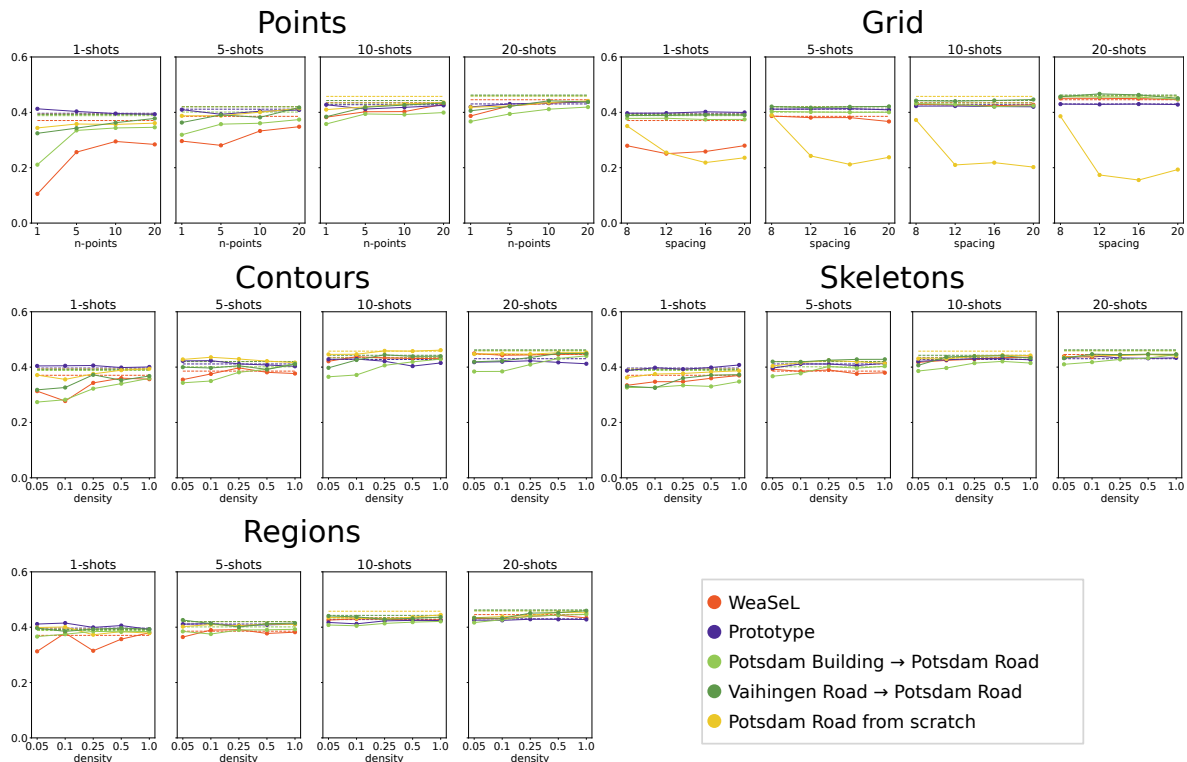 Points
Grid
1-shots
5-shots
10-shots
20-shots
1-shots
5-shots
10-shots
20-shots
0.6
0.4
0.2
0.0
1 5 10 20
1 5 10 20
1 5 10 20
1 5 10 20
8 12 16 20
8 12 16 20
8 12 16 20
8 12 16 20
n-points
n-points
n-points
n-points
spacing
spacing
spacing
spacing
Contours
Skeletons
1-shots
5-shots
10-shots
20-shots
1-shots
5-shots
10-shots
20-shots
0.6
0.4
0.2
0.0
0.05 0.1 0.25 0.5 1.0
0.05 0.1 0.25 0.5 1.0
0.05 0.1 0.25 0.5 1.0
0.05 0.1 0.25 0.5 1.0
0.05 0.1 0.25 0.5 1.0
0.05 0.1 0.25 0.5 1.0
0.05 0.1 0.25 0.5 1.0
0.05 0.1 0.25 0.5 1.0
density
density
density
density
density
density
density
density
Regions
1-shots
5-shots
10-shots
20-shots
0.6
0.4
0.2
0.0
0.05 0.1 0.25 0.5 1.0
0.05 0.1 0.25 0.5 1.0
0.05 0.1 0.25 0.5 1.0
0.05 0.1 0.25 0.5 1.0
density
density
density
density
WeaSeL
Prototype
Potsdam Building → Potsdam Road
Vaihingen Road → Potsdam Road
Potsdam Road from scratch